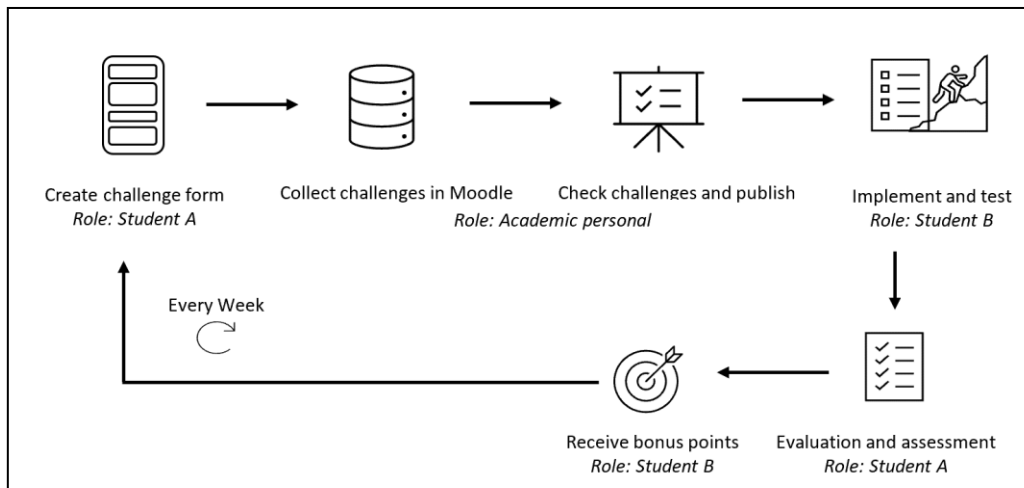 Create challenge form
Role: Student A
Collect challenges in Moodle
Check challenges and publish
Role: Academic personal
Implement and test
Role: Student B
Every Week
Receive bonus points
Role: Student B
Evaluation and assessment
Role: Student A